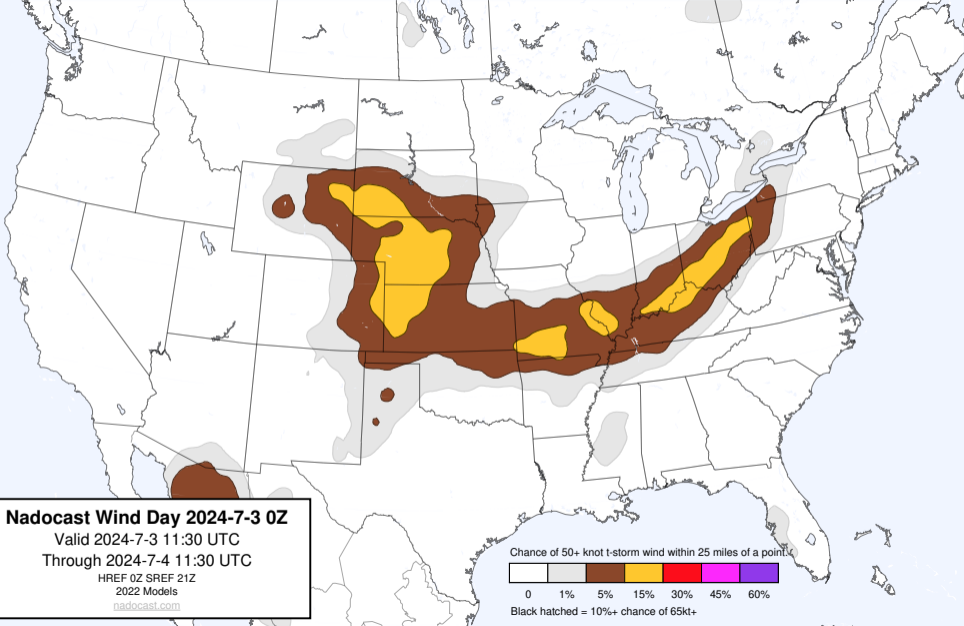 Nadocast Wind Day 2024-7-3 0Z
Valid 2024-7-3 11:30 UTC
Through 2024-7-4 11:30 UTC
HREF 0Z SREF 21Z
2022 Models
nadocast.com
Chance of 50+ knot t-storm wind within 25 miles of a point.
0 1% 5% 15% 30% 45% 60%
Black hatched = 10%+ chance of 65kt+